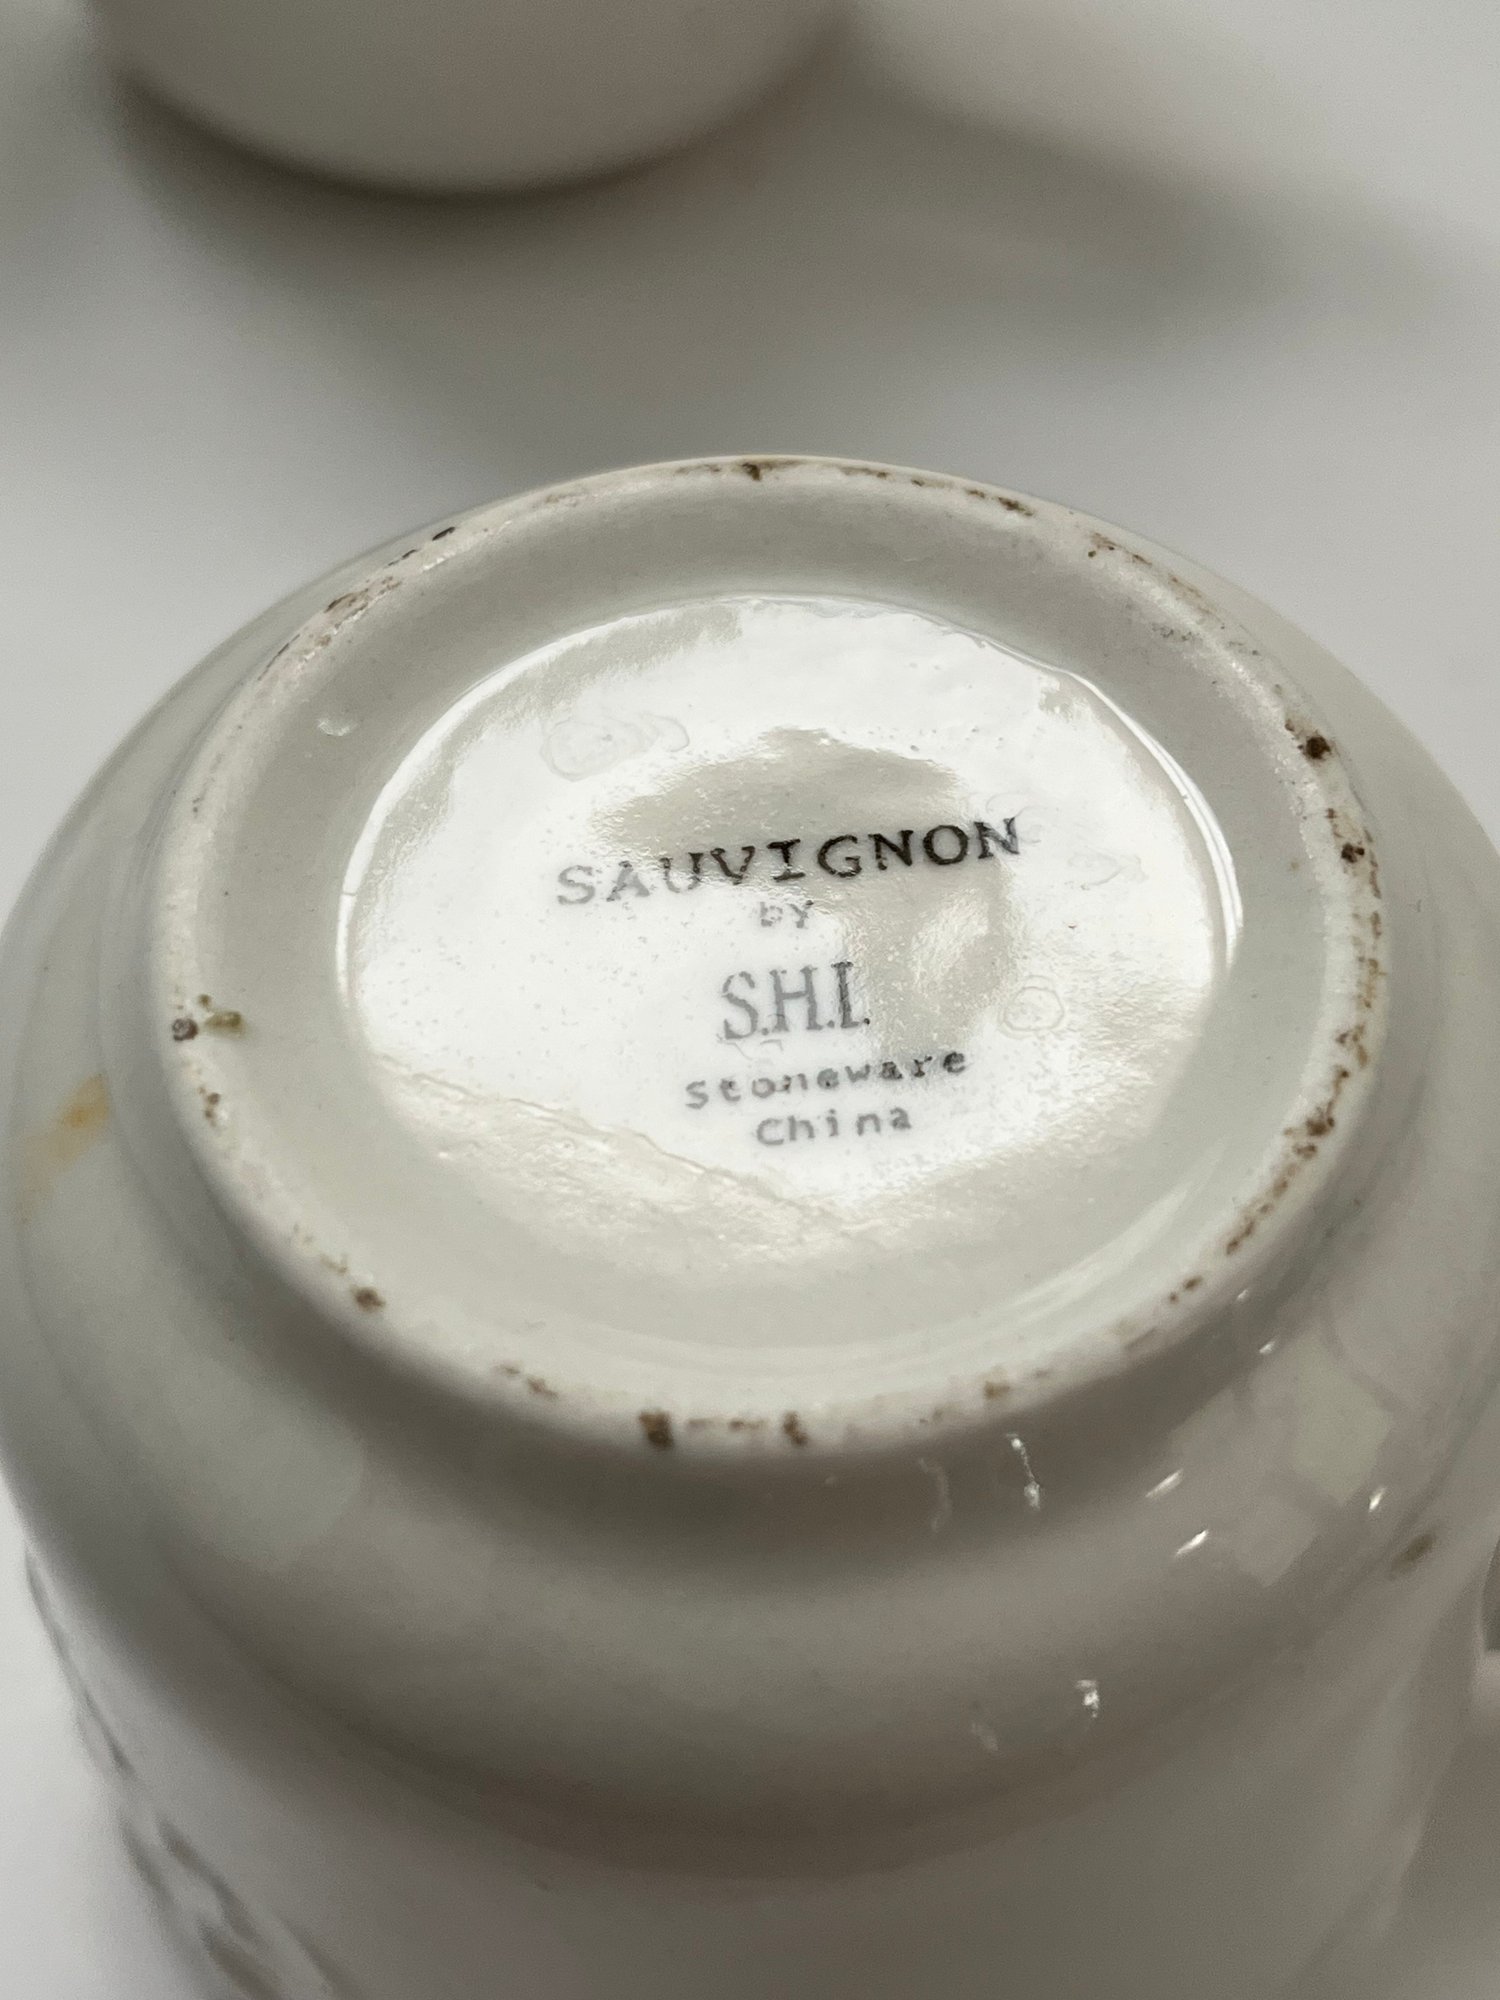 SAUVIGNON
BY
S.H.I.
Stoneware
China